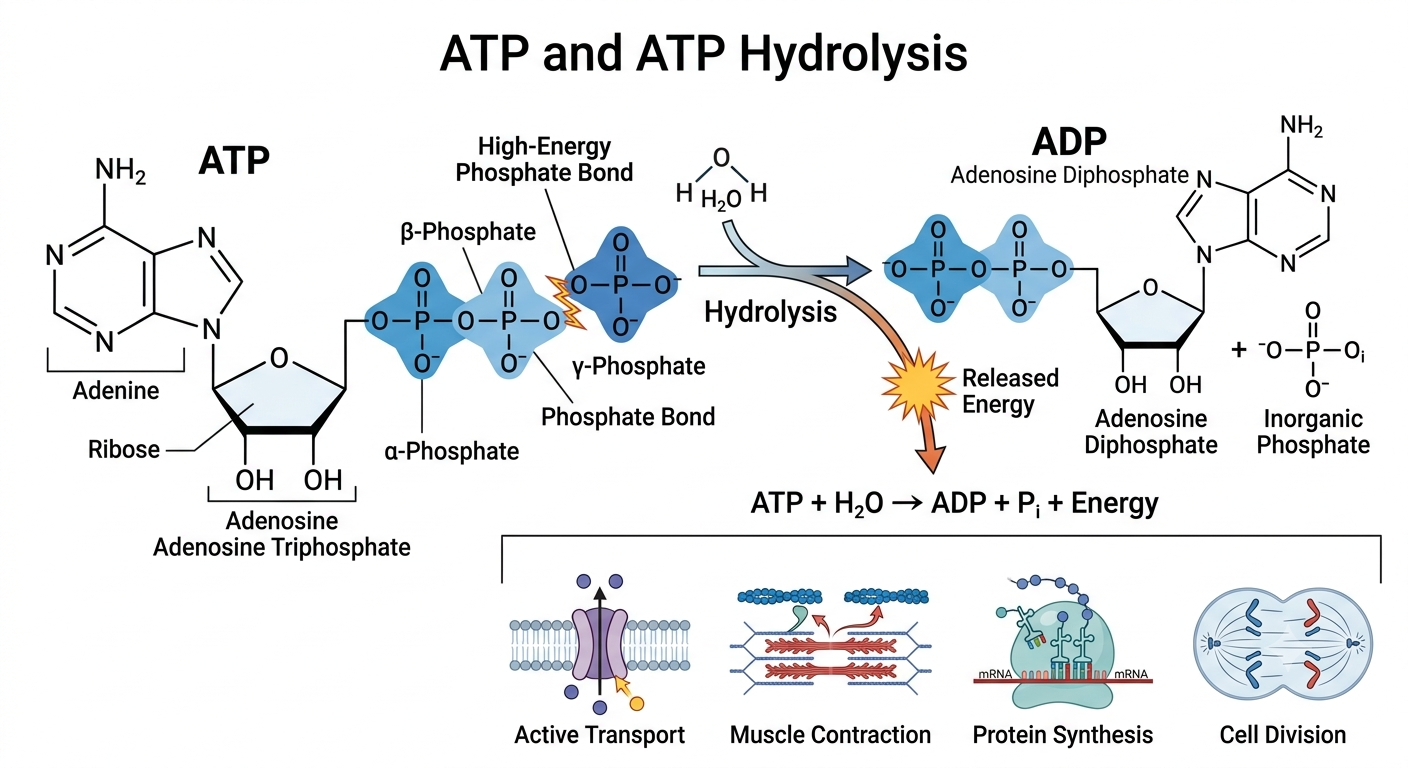 ATP and ATP Hydrolysis
ATP
NH₂
N
N
N
N
Adenine
O
Ribose
OH OH
Adenosine
Adenosine Triphosphate
High-Energy
Phosphate Bond
β-Phosphate
O
O
O
O–P–O–P–O
O⁻
O⁻
O–P–O⁻
O⁻
γ-Phosphate
Phosphate Bond
α-Phosphate
O
H H
H₂O
Hydrolysis
Released
Energy
ADP
Adenosine Diphosphate
NH₂
N
N
N
N
O
O
⁻O–P–O–P–O
O⁻
O⁻
O
OH OH
Adenosine
Diphosphate
+
O
⁻O–P–Oᵢ
O⁻
Inorganic
Phosphate
ATP + H₂O → ADP + Pᵢ + Energy
Active Transport
Muscle Contraction
mRNA
mRNA
Protein Synthesis
Cell Division